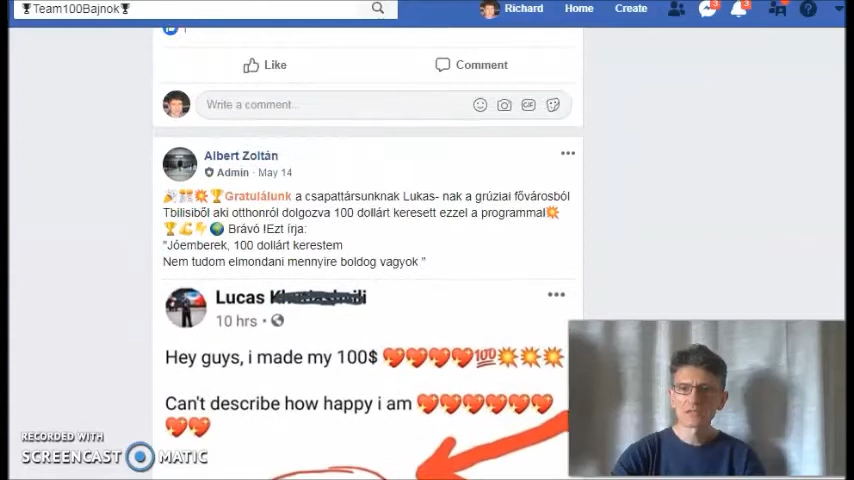 🏆Team100Bajnok🏆
Richard Home Create 3 3
Like Comment
Write a comment... GIF
Albert Zoltán
Admin · May 14
🎉🎊💥🏆Gratulálunk a csapattársunknak Lukas- nak a grúziai fővárosból
Tbilisiből aki otthonról dolgozva 100 dollárt keresett ezzel a programmal💥
🏆💪👇🌍 Brávó !Ezt írja:
"Jóemberek, 100 dollárt kerestem
Nem tudom elmondani mennyire boldog vagyok "
Lucas
10 hrs ·
Hey guys, i made my 100$ 💖💖💖💖💯💥💥💥
Can't describe how happy i am 💖💖💖💖💖💖
💖💖
RECORDED WITH
SCREENCAST MATIC